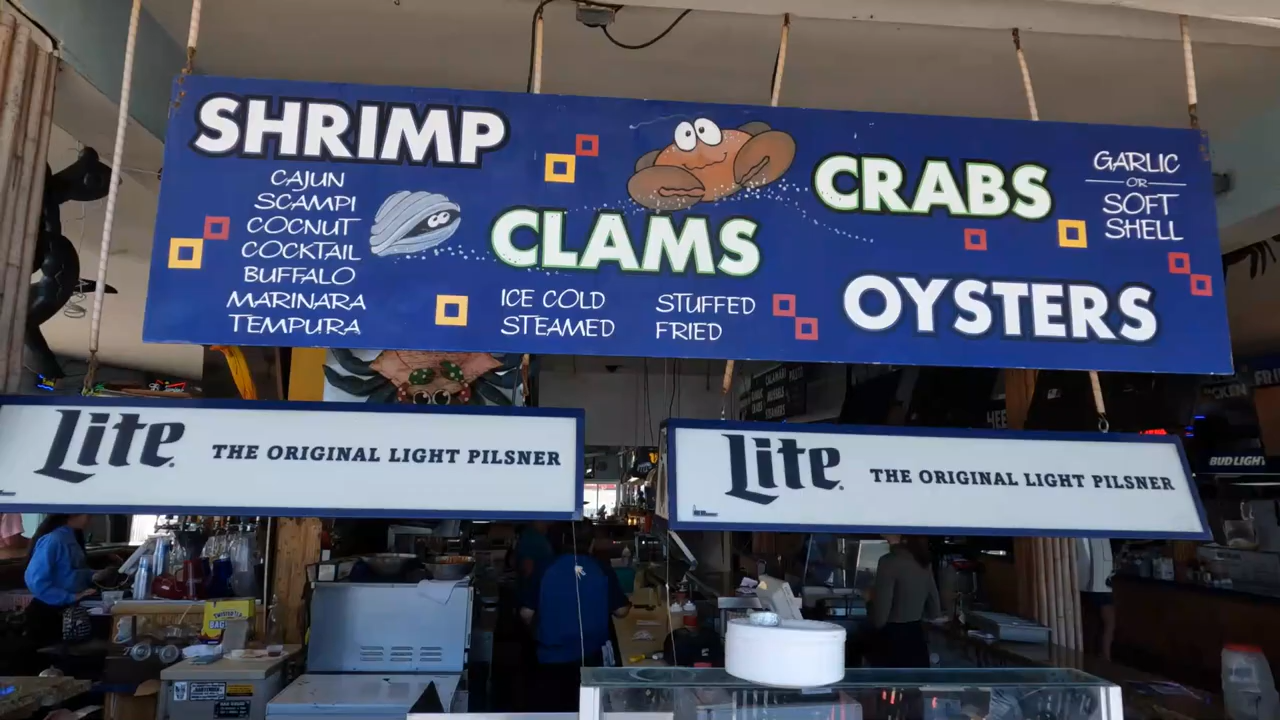 SHRIMP
CAJUN
SCAMPI
COCNUT
COCKTAIL
BUFFALO
MARINARA
TEMPURA
CLAMS
ICE COLD
STEAMED
STUFFED
FRIED
CRABS
GARLIC
OR
SOFT
SHELL
OYSTERS
Lite
THE ORIGINAL LIGHT PILSNER
Lite
THE ORIGINAL LIGHT PILSNER
BUD LIGHT